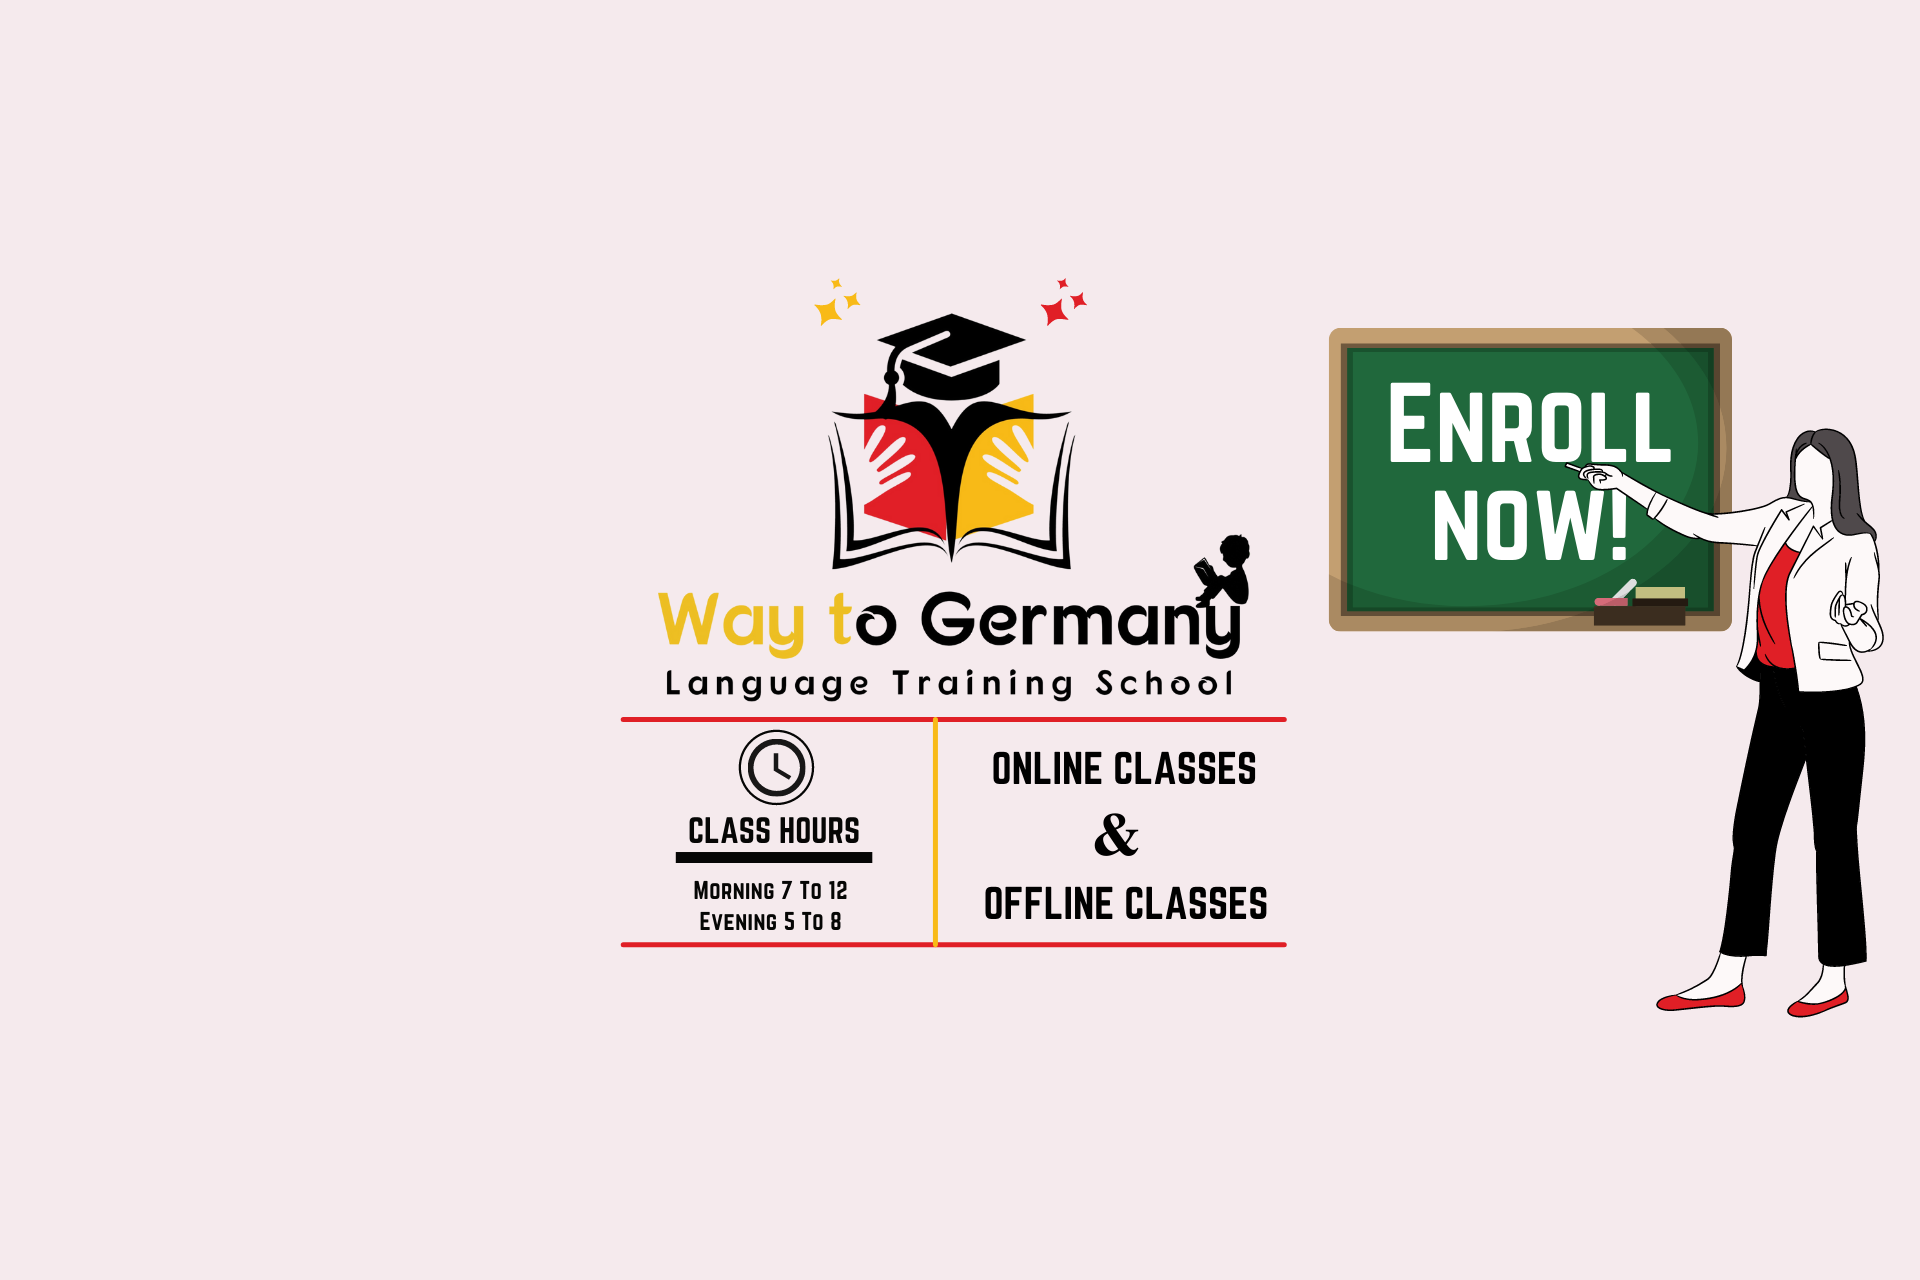 Way to Germany
Language Training School
CLASS HOURS
Morning 7 To 12
Evening 5 To 8
ONLINE CLASSES
&
OFFLINE CLASSES
Enroll
now!